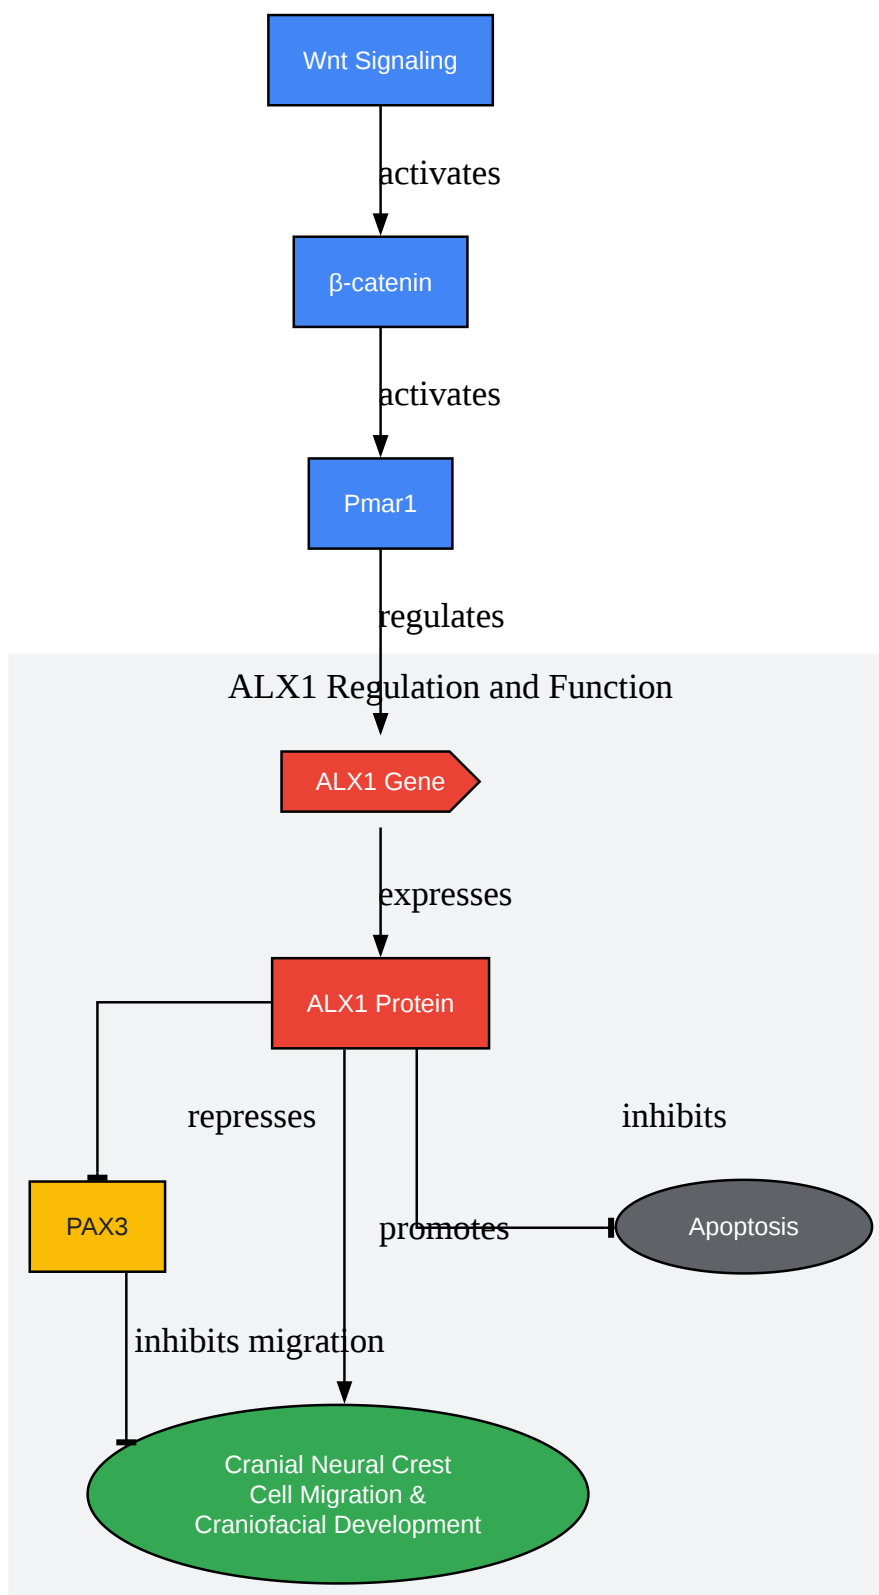 Wnt Signaling
activates
β-catenin
activates
Pmar1
regulates
ALX1 Regulation and Function
ALX1 Gene
expresses
ALX1 Protein
represses
inhibits
PAX3
promotes
Apoptosis
inhibits migration
Cranial Neural Crest
Cell Migration &
Craniofacial Development